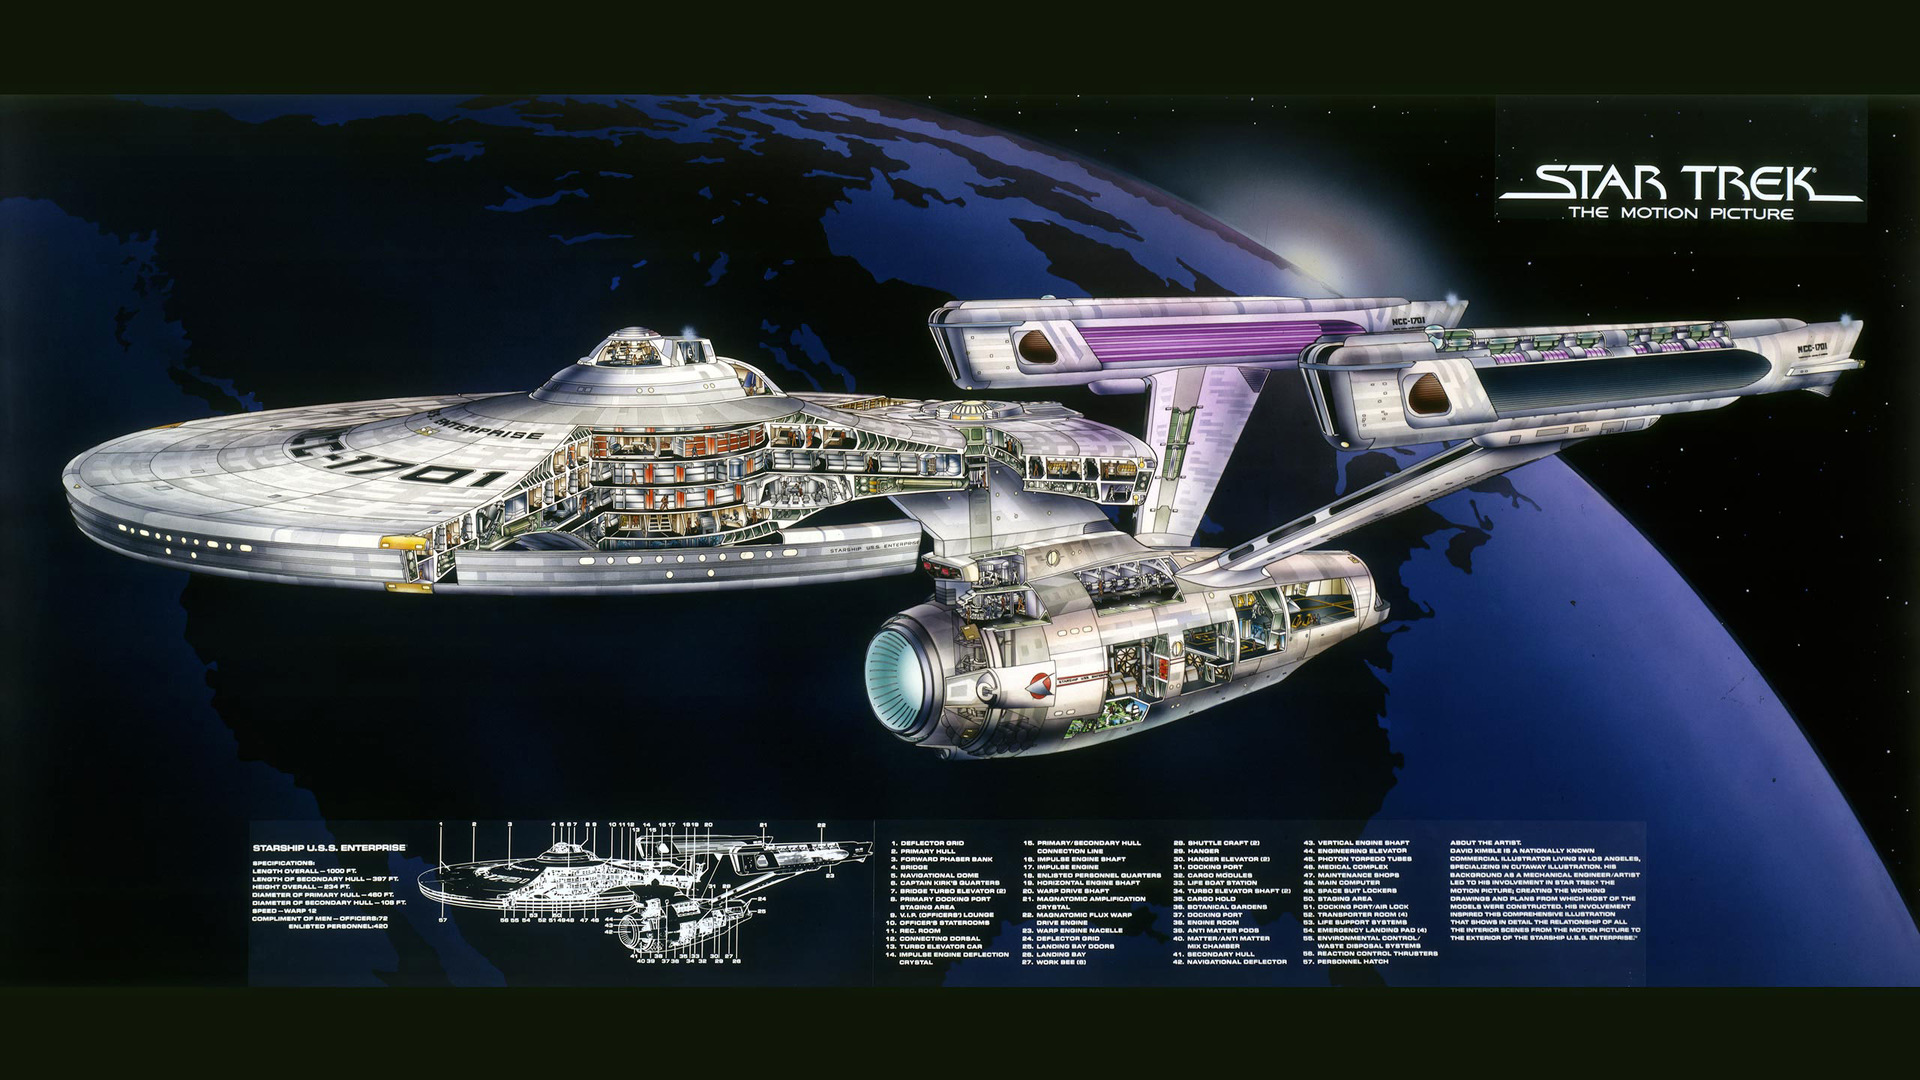 STAR TREK®
THE MOTION PICTURE
NCC-1701
NCC-1701
ENTERPRISE
C-1701
STARSHIP U.S.S. ENTERPRISE
STARSHIP USS ENTERPRISE
STARSHIP U.S.S. ENTERPRISE
SPECIFICATIONS:
LENGTH OVERALL — 1000 FT.
LENGTH OF SECONDARY HULL — 397 FT.
HEIGHT OVERALL — 234 FT.
DIAMETER OF PRIMARY HULL — 460 FT.
DIAMETER OF SECONDARY HULL — 108 FT.
SPEED — WARP 12
COMPLIMENT OF MEN — OFFICERS:72
ENLISTED PERSONNEL:420
1. DEFLECTOR GRID
2. PRIMARY HULL
3. FORWARD PHASER BANK
4. BRIDGE
5. NAVIGATIONAL DOME
6. CAPTAIN KIRK'S QUARTERS
7. BRIDGE TURBO ELEVATOR (2)
8. PRIMARY DOCKING PORT
STAGING AREA
9. V.I.P. (OFFICERS') LOUNGE
10. OFFICER'S STATEROOMS
11. REC. ROOM
12. CONNECTING DORSAL
13. TURBO ELEVATOR CAR
14. IMPULSE ENGINE DEFLECTION
CRYSTAL
15. PRIMARY/SECONDARY HULL
CONNECTION LINE
16. IMPULSE ENGINE SHAFT
17. IMPULSE ENGINE
18. ENLISTED PERSONNEL QUARTERS
19. HORIZONTAL ENGINE SHAFT
20. WARP DRIVE SHAFT
21. MAGNATOMIC AMPLIFICATION
CRYSTAL
22. MAGNATOMIC FLUX WARP
DRIVE ENGINE
23. WARP ENGINE NACELLE
24. DEFLECTOR GRID
25. LANDING BAY DOORS
26. LANDING BAY
27. WORK BEE (8)
28. SHUTTLE CRAFT (2)
29. HANGER
30. HANGER ELEVATOR (2)
31. DOCKING PORT
32. CARGO MODULES
33. LIFE BOAT STATION
34. TURBO ELEVATOR SHAFT (2)
35. CARGO HOLD
36. BOTANICAL GARDENS
37. DOCKING PORT
38. ENGINE ROOM
39. ANTI MATTER PODS
40. MATTER/ANTI MATTER
MIX CHAMBER
41. SECONDARY HULL
42. NAVIGATIONAL DEFLECTOR
43. VERTICAL ENGINE SHAFT
44. ENGINEERING ELEVATOR
45. PHOTON TORPEDO TUBES
46. MEDICAL COMPLEX
47. MAINTENANCE SHOPS
48. MAIN COMPUTER
49. SPACE SUIT LOCKERS
50. STAGING AREA
51. DOCKING PORT/AIR LOCK
52. TRANSPORTER ROOM (4)
53. LIFE SUPPORT SYSTEMS
54. EMERGENCY LANDING PAD (4)
55. ENVIRONMENTAL CONTROL/
WASTE DISPOSAL SYSTEMS
56. REACTION CONTROL THRUSTERS
57. PERSONNEL HATCH
ABOUT THE ARTIST.
DAVID KIMBLE IS A NATIONALLY KNOWN
COMMERCIAL ILLUSTRATOR LIVING IN LOS ANGELES,
SPECIALIZING IN CUTAWAY ILLUSTRATION. HIS
BACKGROUND AS A MECHANICAL ENGINEER/ARTIST
LED TO HIS INVOLVEMENT IN STAR TREK® THE
MOTION PICTURE; CREATING THE WORKING
DRAWINGS AND PLANS FROM WHICH MOST OF THE
MODELS WERE CONSTRUCTED. HIS INVOLVEMENT
INSPIRED THIS COMPREHENSIVE ILLUSTRATION
THAT SHOWS IN DETAIL THE RELATIONSHIP OF ALL
THE INTERIOR SCENES FROM THE MOTION PICTURE TO
THE EXTERIOR OF THE STARSHIP U.S.S. ENTERPRISE.™